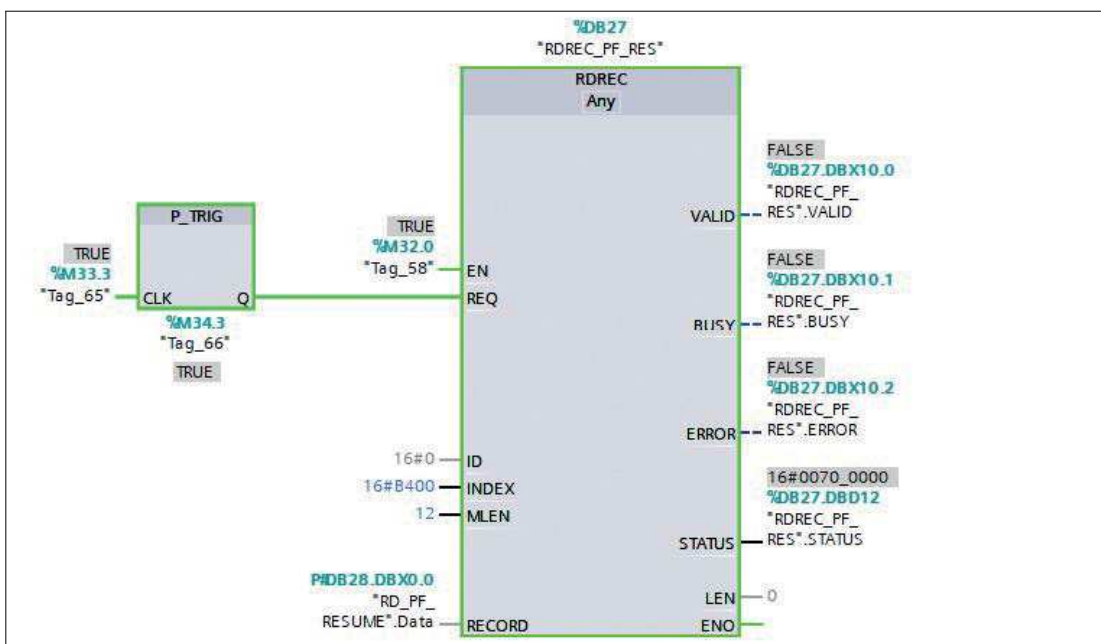 %DB27
"RDREC_PF_RES"
RDREC
Any
FALSE
%DB27.DBX10.0
"RDREC_PF_
RES".VALID
VALID
P_TRIG
TRUE
%M33.3
"Tag_65"
CLK
Q
%M34.3
"Tag_66"
TRUE
TRUE
%M32.0
"Tag_58"
EN
REQ
FALSE
%DB27.DBX10.1
"RDREC_PF_
RES".BUSY
BUSY
FALSE
%DB27.DBX10.2
"RDREC_PF_
RES".ERROR
ERROR
16#0
ID
16#B400
INDEX
12
MLEN
16#0070_0000
%DB27.DBD12
"RDREC_PF_
RES".STATUS
STATUS
P#DB28.DBX0.0
"RD_PF_
RESUME".Data
RECORD
LEN
0
ENO